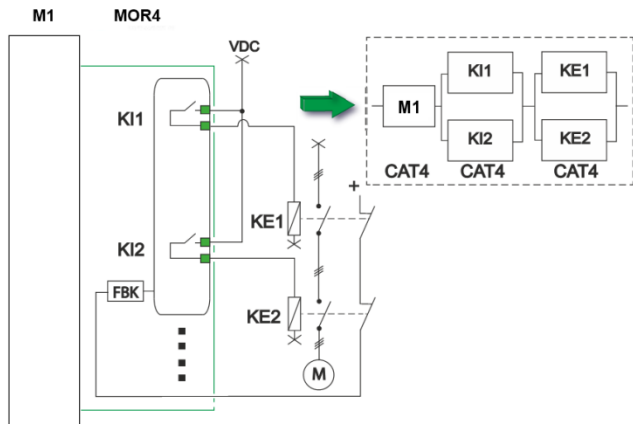 M1 MOR4
VDC
KI1
KI2
FBK
KE1
KE2
M
+
M1
KI1
KI2
KE1
KE2
CAT4 CAT4 CAT4